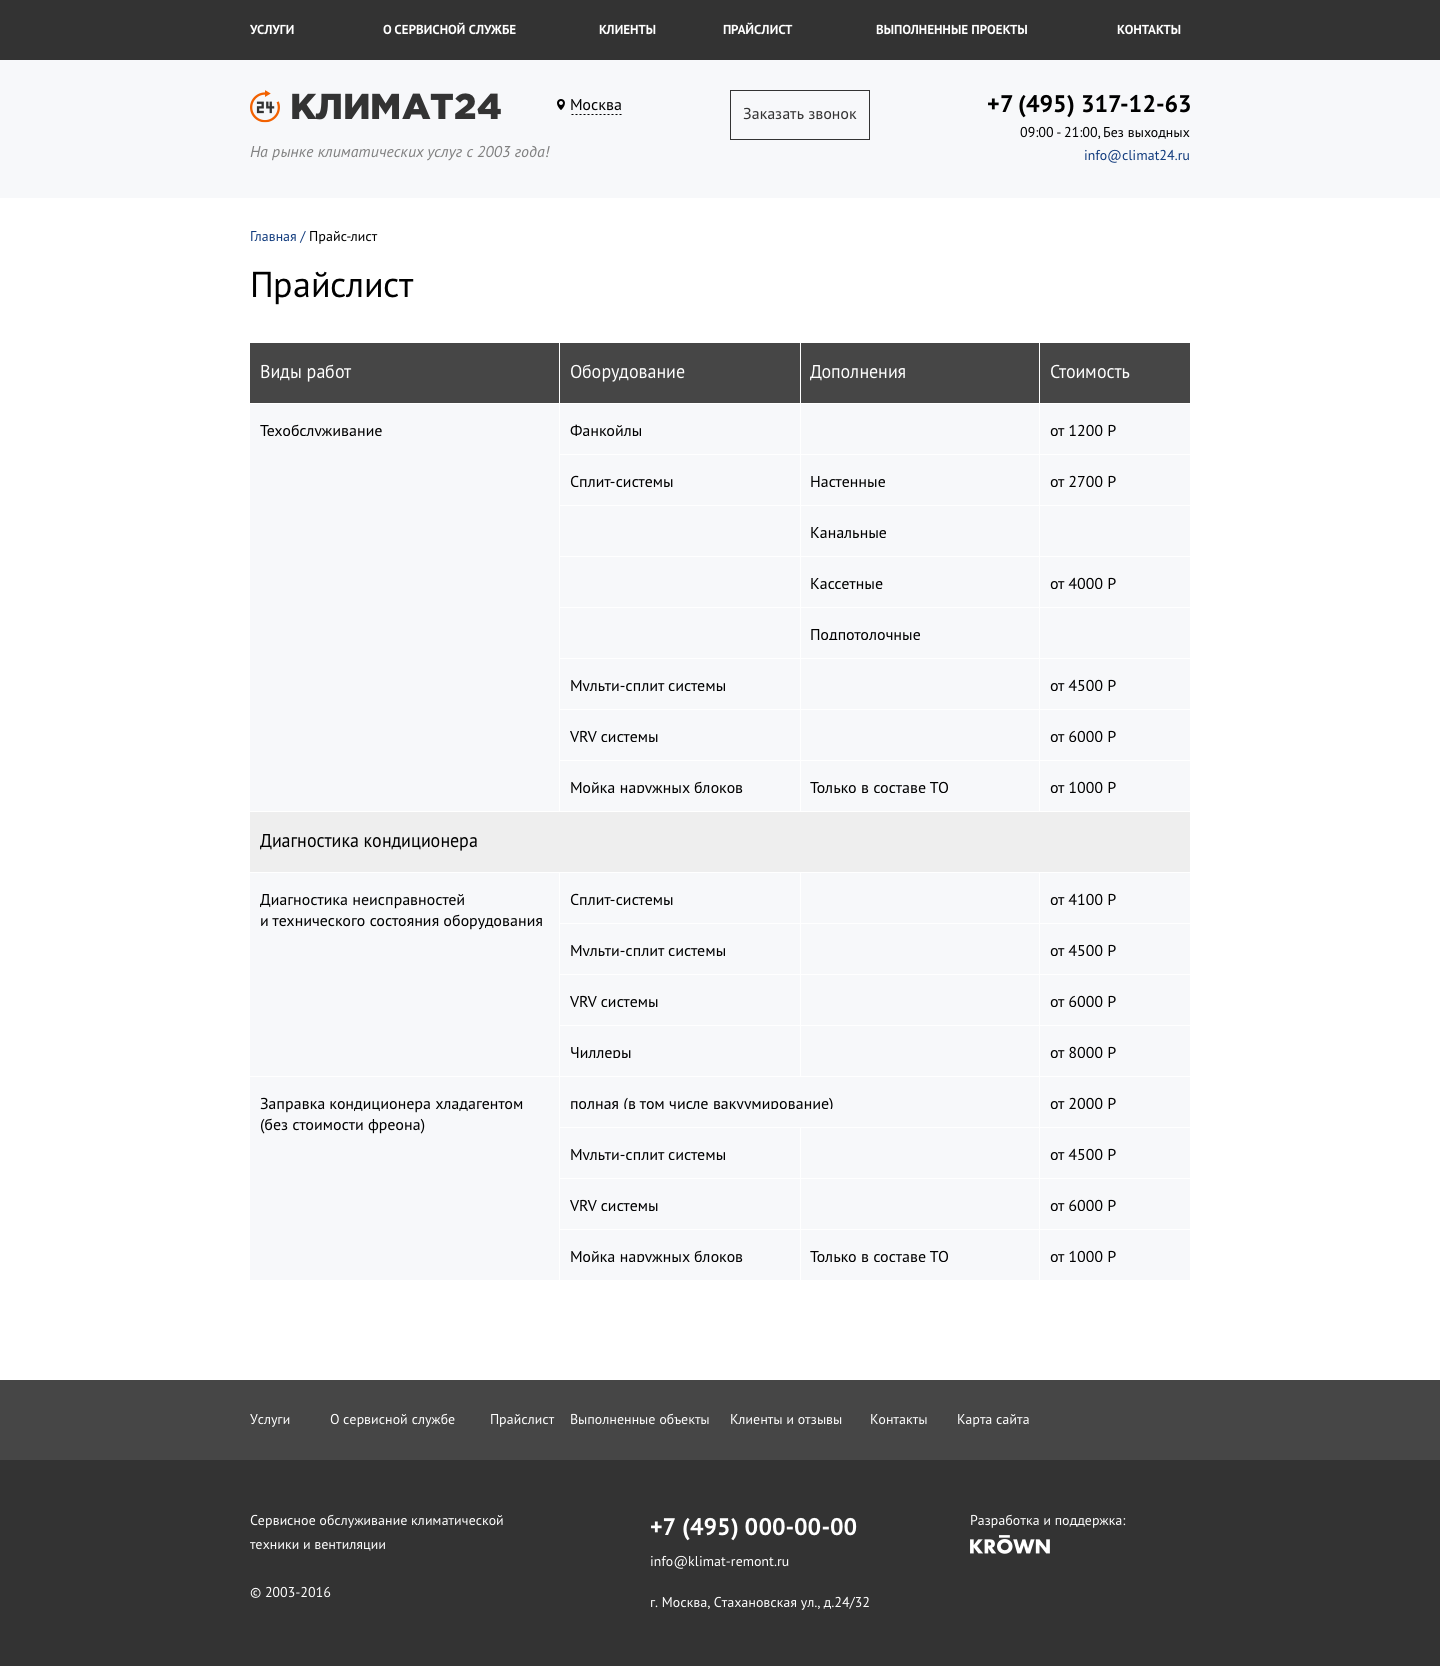 УСЛУГИ О СЕРВИСНОЙ СЛУЖБЕ КЛИЕНТЫ ПРАЙСЛИСТ ВЫПОЛНЕННЫЕ ПРОЕКТЫ КОНТАКТЫ
24 КЛИМАТ24 Москва Заказать звонок +7 (495) 317-12-63
09:00 - 21:00, Без выходных
На рынке климатических услуг с 2003 года! info@climat24.ru
Главная / Прайс-лист
Прайслист
Виды работ Оборудование Дополнения Стоимость
Техобслуживание Фанкойлы от 1200 Р
Сплит-системы Настенные от 2700 Р
Канальные
Кассетные от 4000 Р
Подпотолочные
Мульти-сплит системы от 4500 Р
VRV системы от 6000 Р
Мойка наружных блоков Только в составе ТО от 1000 Р
Диагностика кондиционера
Диагностика неисправностей Сплит-системы от 4100 Р
и технического состояния оборудования
Мульти-сплит системы от 4500 Р
VRV системы от 6000 Р
Чиллеры от 8000 Р
Заправка кондиционера хладагентом полная (в том числе вакуумирование) от 2000 Р
(без стоимости фреона)
Мульти-сплит системы от 4500 Р
VRV системы от 6000 Р
Мойка наружных блоков Только в составе ТО от 1000 Р
Услуги О сервисной службе Прайслист Выполненные объекты Клиенты и отзывы Контакты Карта сайта
Сервисное обслуживание климатической +7 (495) 000-00-00 Разработка и поддержка:
техники и вентиляции KRŌWN
info@klimat-remont.ru
© 2003-2016
г. Москва, Стахановская ул., д.24/32